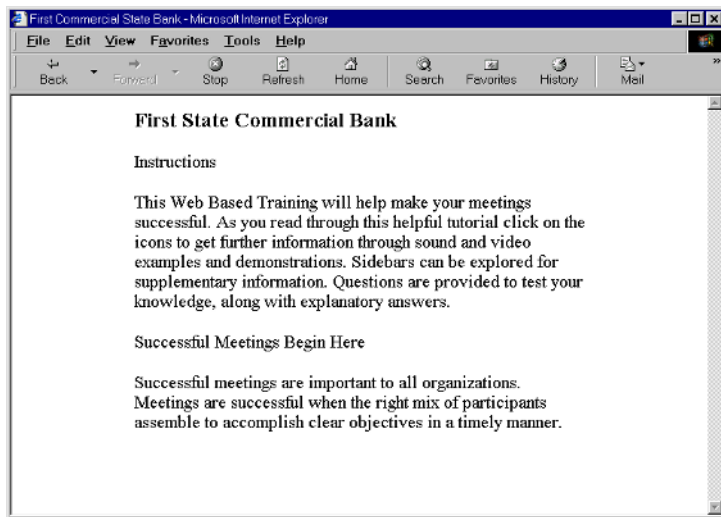 First Commercial State Bank - Microsoft Internet Explorer
File Edit View Favorites Tools Help
Back Forward Stop Refresh Home Search Favorites History Mail »
First State Commercial Bank
Instructions
This Web Based Training will help make your meetings
successful. As you read through this helpful tutorial click on the
icons to get further information through sound and video
examples and demonstrations. Sidebars can be explored for
supplementary information. Questions are provided to test your
knowledge, along with explanatory answers.
Successful Meetings Begin Here
Successful meetings are important to all organizations.
Meetings are successful when the right mix of participants
assemble to accomplish clear objectives in a timely manner.